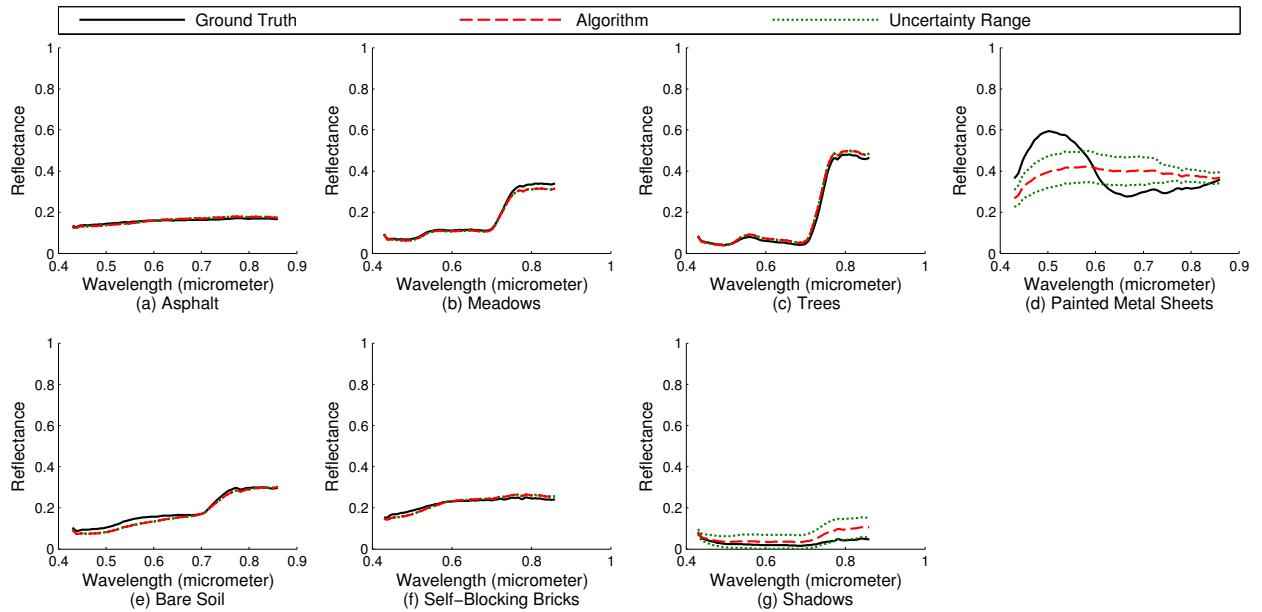 Ground Truth Algorithm Uncertainty Range
1 0.8 0.6 0.4 0.2 0
Reflectance
0.4 0.5 0.6 0.7 0.8 0.9
Wavelength (micrometer)
(a) Asphalt
1 0.8 0.6 0.4 0.2 0
Reflectance
0.4 0.6 0.8 1
Wavelength (micrometer)
(b) Meadows
1 0.8 0.6 0.4 0.2 0
Reflectance
0.4 0.6 0.8 1
Wavelength (micrometer)
(c) Trees
1 0.8 0.6 0.4 0.2 0
Reflectance
0.4 0.5 0.6 0.7 0.8 0.9
Wavelength (micrometer)
(d) Painted Metal Sheets
1 0.8 0.6 0.4 0.2 0
Reflectance
0.4 0.5 0.6 0.7 0.8 0.9
Wavelength (micrometer)
(e) Bare Soil
1 0.8 0.6 0.4 0.2 0
Reflectance
0.4 0.6 0.8 1
Wavelength (micrometer)
(f) Self−Blocking Bricks
1 0.8 0.6 0.4 0.2 0
Reflectance
0.4 0.6 0.8 1
Wavelength (micrometer)
(g) Shadows